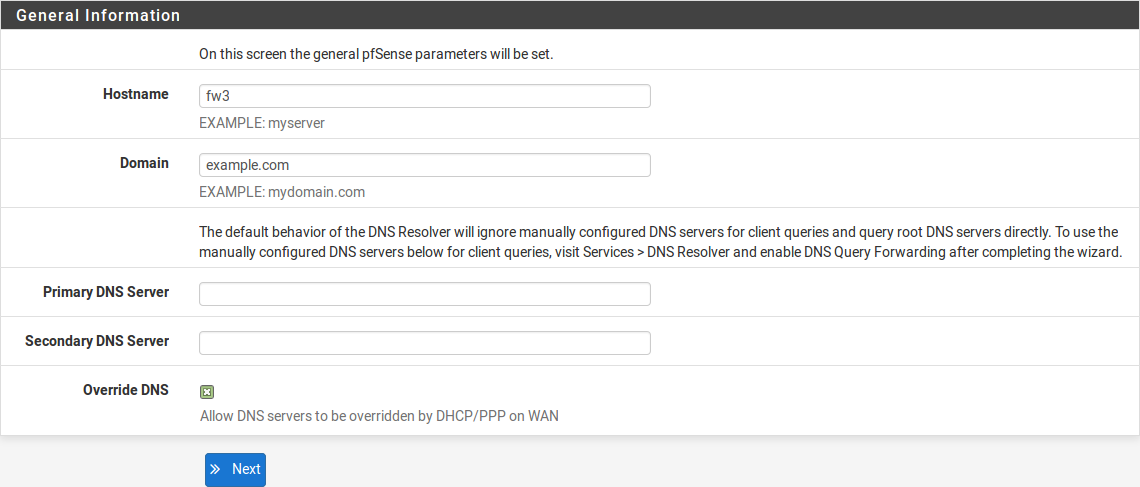 General Information
On this screen the general pfSense parameters will be set.
Hostname
fw3
EXAMPLE: myserver
Domain
example.com
EXAMPLE: mydomain.com
The default behavior of the DNS Resolver will ignore manually configured DNS servers for client queries and query root DNS servers directly. To use the
manually configured DNS servers below for client queries, visit Services > DNS Resolver and enable DNS Query Forwarding after completing the wizard.
Primary DNS Server
Secondary DNS Server
Override DNS
Allow DNS servers to be overridden by DHCP/PPP on WAN
Next